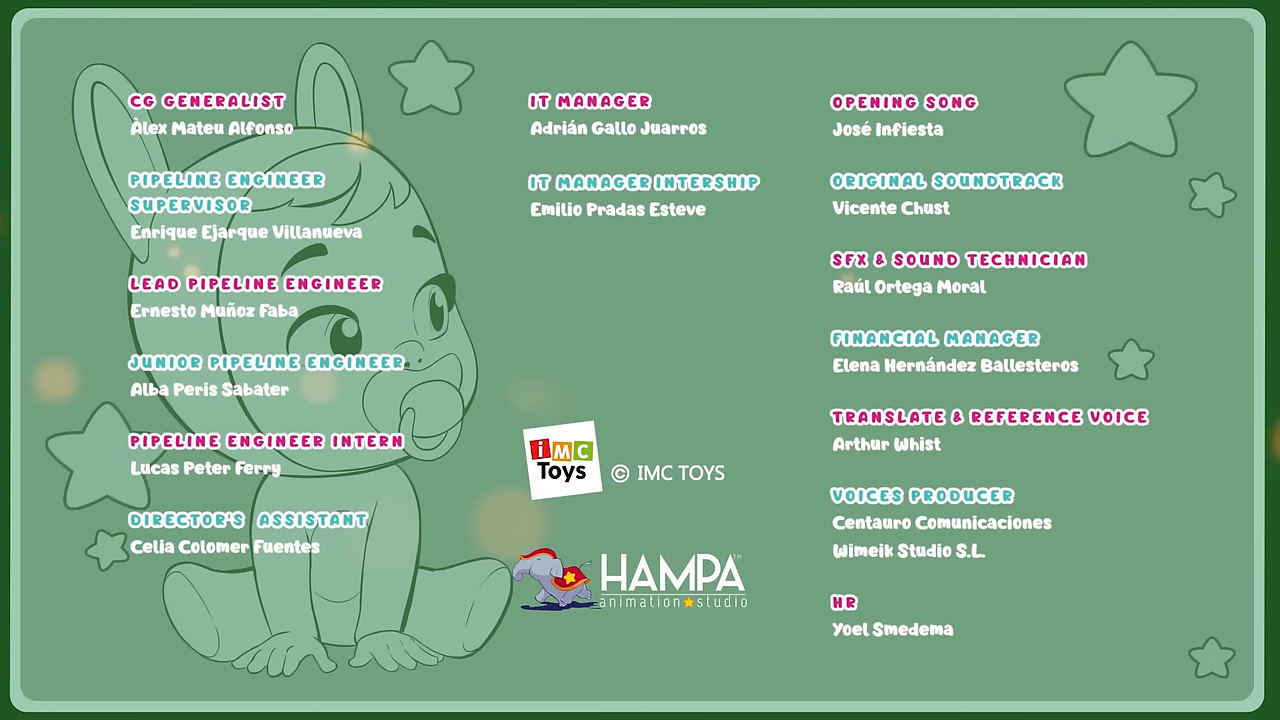 CG GENERALIST
Àlex Mateu Alfonso
PIPELINE ENGINEER
SUPERVISOR
Enrique Ejarque Villanueva
LEAD PIPELINE ENGINEER
Ernesto Muñoz Faba
JUNIOR PIPELINE ENGINEER
Alba Peris Sabater
PIPELINE ENGINEER INTERN
Lucas Peter Ferry
DIRECTOR'S ASSISTANT
Celia Colomer Fuentes
IT MANAGER
Adrián Gallo Juarros
IT MANAGER INTERSHIP
Emilio Pradas Esteve
iMC
Toys
© IMC TOYS
HAMPA™
animation studio
OPENING SONG
José Infiesta
ORIGINAL SOUNDTRACK
Vicente Chust
SFX & SOUND TECHNICIAN
Raúl Ortega Moral
FINANCIAL MANAGER
Elena Hernández Ballesteros
TRANSLATE & REFERENCE VOICE
Arthur Whist
VOICES PRODUCER
Centauro Comunicaciones
Wimeik Studio S.L.
HR
Yoel Smedema